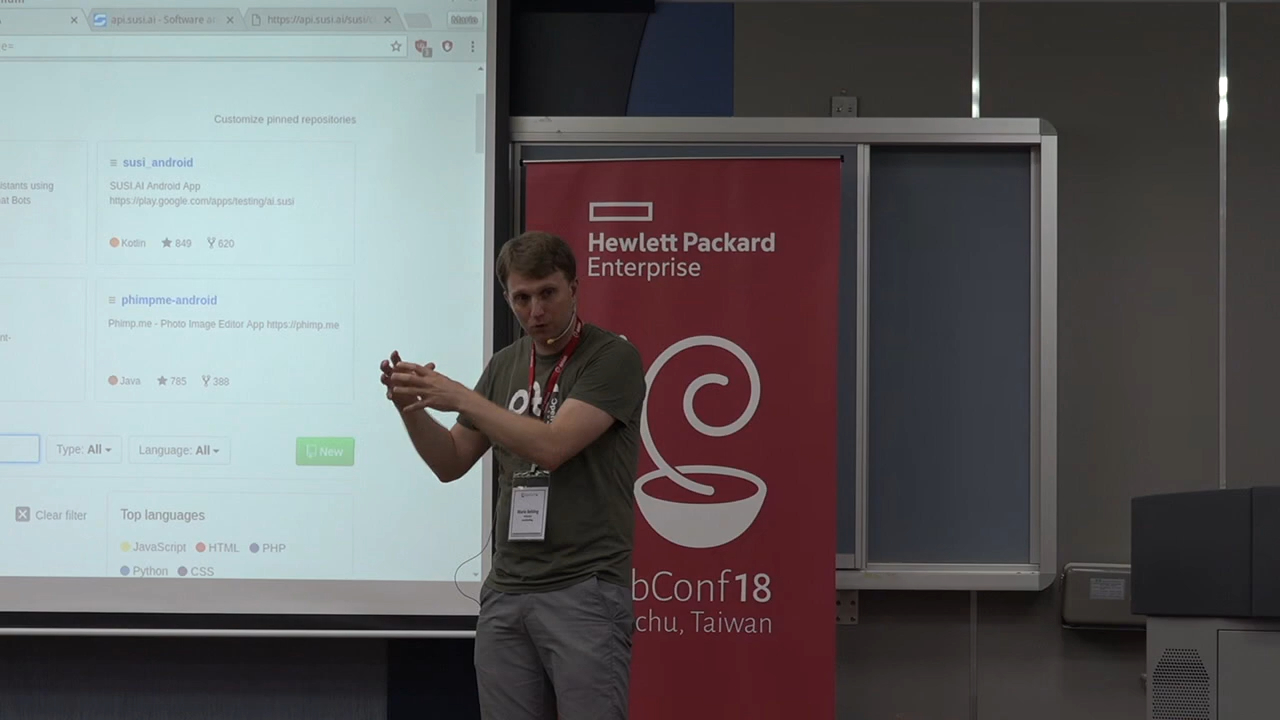 api.susi.ai - Software a
https://api.susi.ai/susi/
Mario
e=
Customize pinned repositories
susi_android
istants using
SUSI.AI Android App
at Bots
https://play.google.com/apps/testing/ai.susi
Kotlin 849 620
phimpme-android
Phimp.me - Photo Image Editor App https://phimp.me
nt-
Java 785 388
Type: All
Language: All
New
Clear filter
Top languages
JavaScript HTML PHP
Python CSS
Hewlett Packard
Enterprise
bConf18
chu, Taiwan